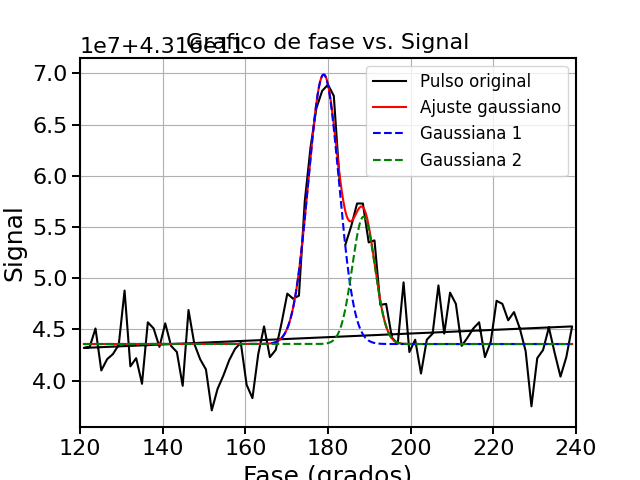 1e7+4.316e11
Grafico de fase vs. Signal
Pulso original
Ajuste gaussiano
Gaussiana 1
Gaussiana 2
Signal
7.0
6.5
6.0
5.5
5.0
4.5
4.0
120 140 160 180 200 220 240
Fase (grados)